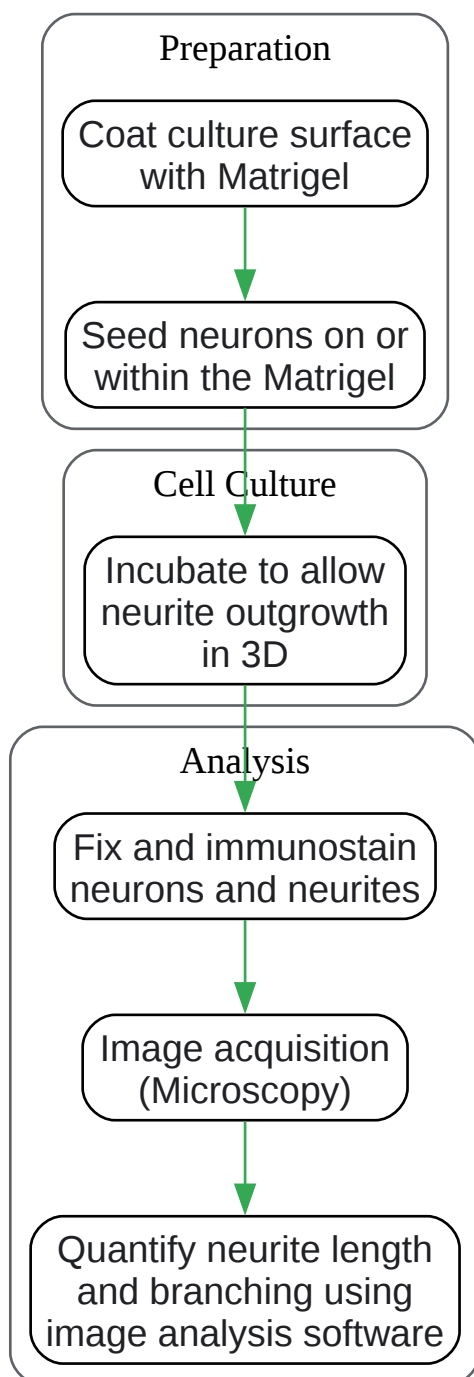 Preparation
Coat culture surface
with Matrigel
Seed neurons on or
within the Matrigel
Cell Culture
Incubate to allow
neurite outgrowth
in 3D
Analysis
Fix and immunostain
neurons and neurites
Image acquisition
(Microscopy)
Quantify neurite length
and branching using
image analysis software